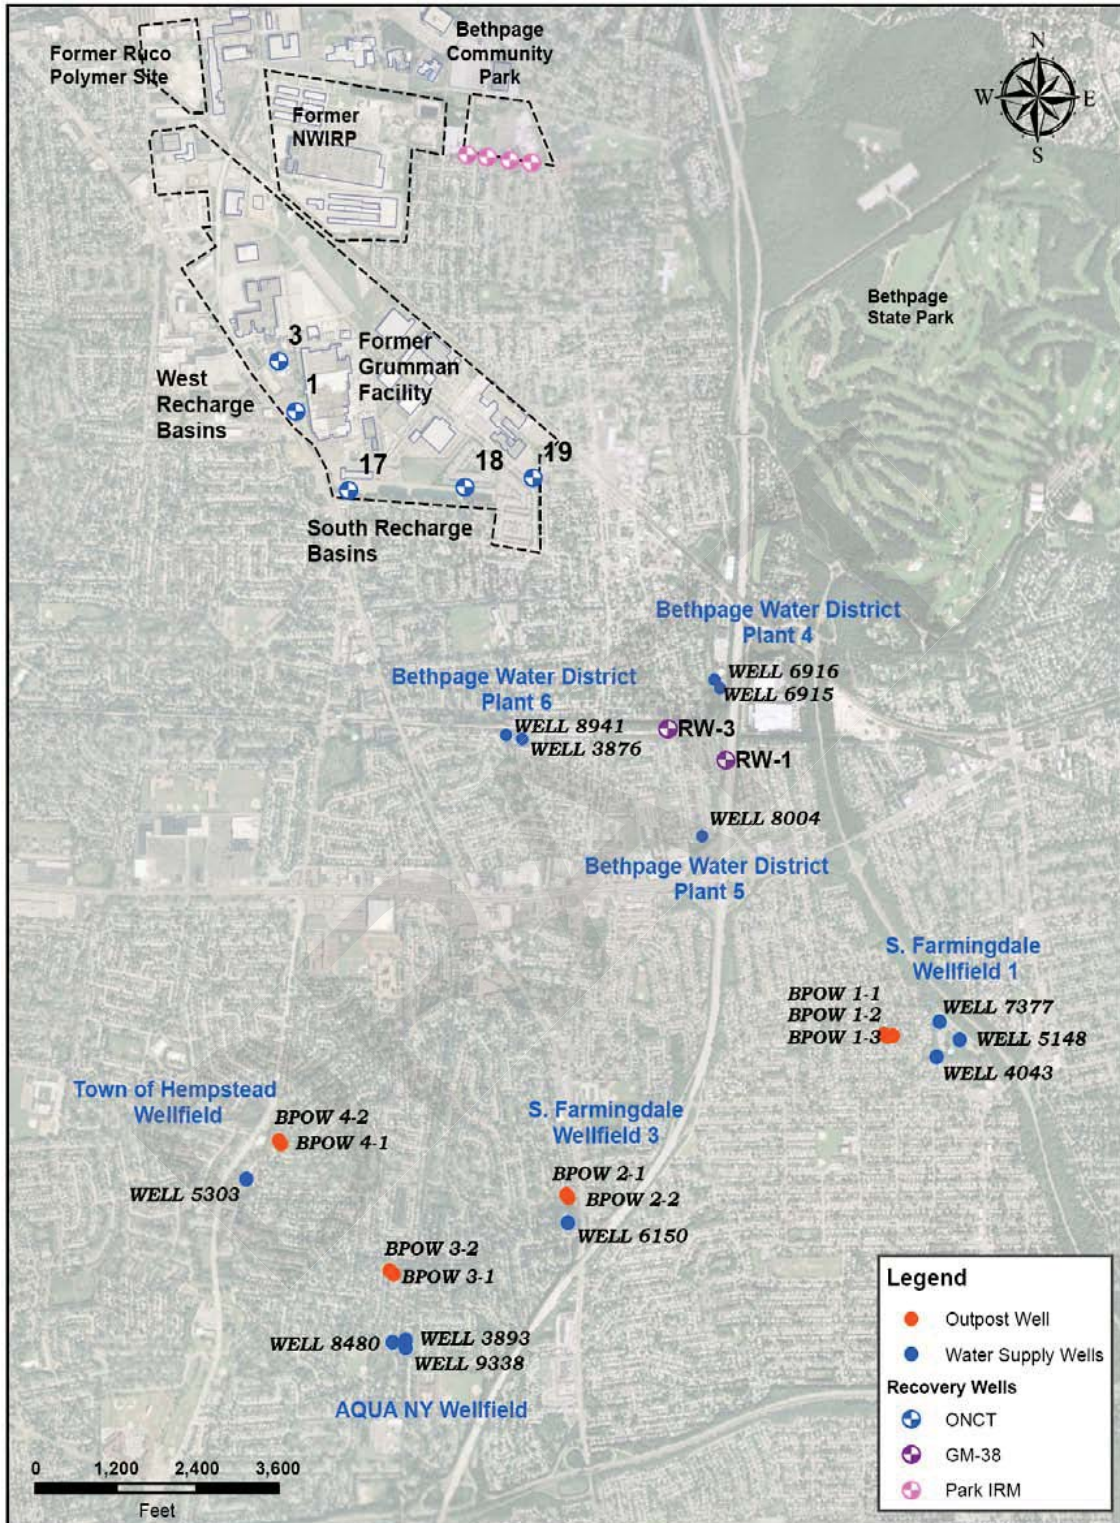 Bethpage
Community
Park
Former Ruco
Polymer Site
Former
NWIRP
N
W
E
S
Bethpage
State Park
3
1
Former
Grumman
Facility
West
Recharge
Basins
17
18
19
South Recharge
Basins
Bethpage Water District
Plant 4
WELL 6916
WELL 6915
Bethpage Water District
Plant 6
WELL 8941
WELL 3876
RW-3
RW-1
WELL 8004
Bethpage Water District
Plant 5
S. Farmingdale
Wellfield 1
BPOW 1-1
BPOW 1-2
BPOW 1-3
WELL 7377
WELL 5148
WELL 4043
Town of Hempstead
Wellfield
BPOW 4-2
BPOW 4-1
WELL 5303
S. Farmingdale
Wellfield 3
BPOW 2-1
BPOW 2-2
WELL 6150
BPOW 3-2
BPOW 3-1
WELL 8480
WELL 3893
WELL 9338
AQUA NY Wellfield
Legend
Outpost Well
Water Supply Wells
Recovery Wells
ONCT
GM-38
Park IRM
0 1,200 2,400 3,600
Feet